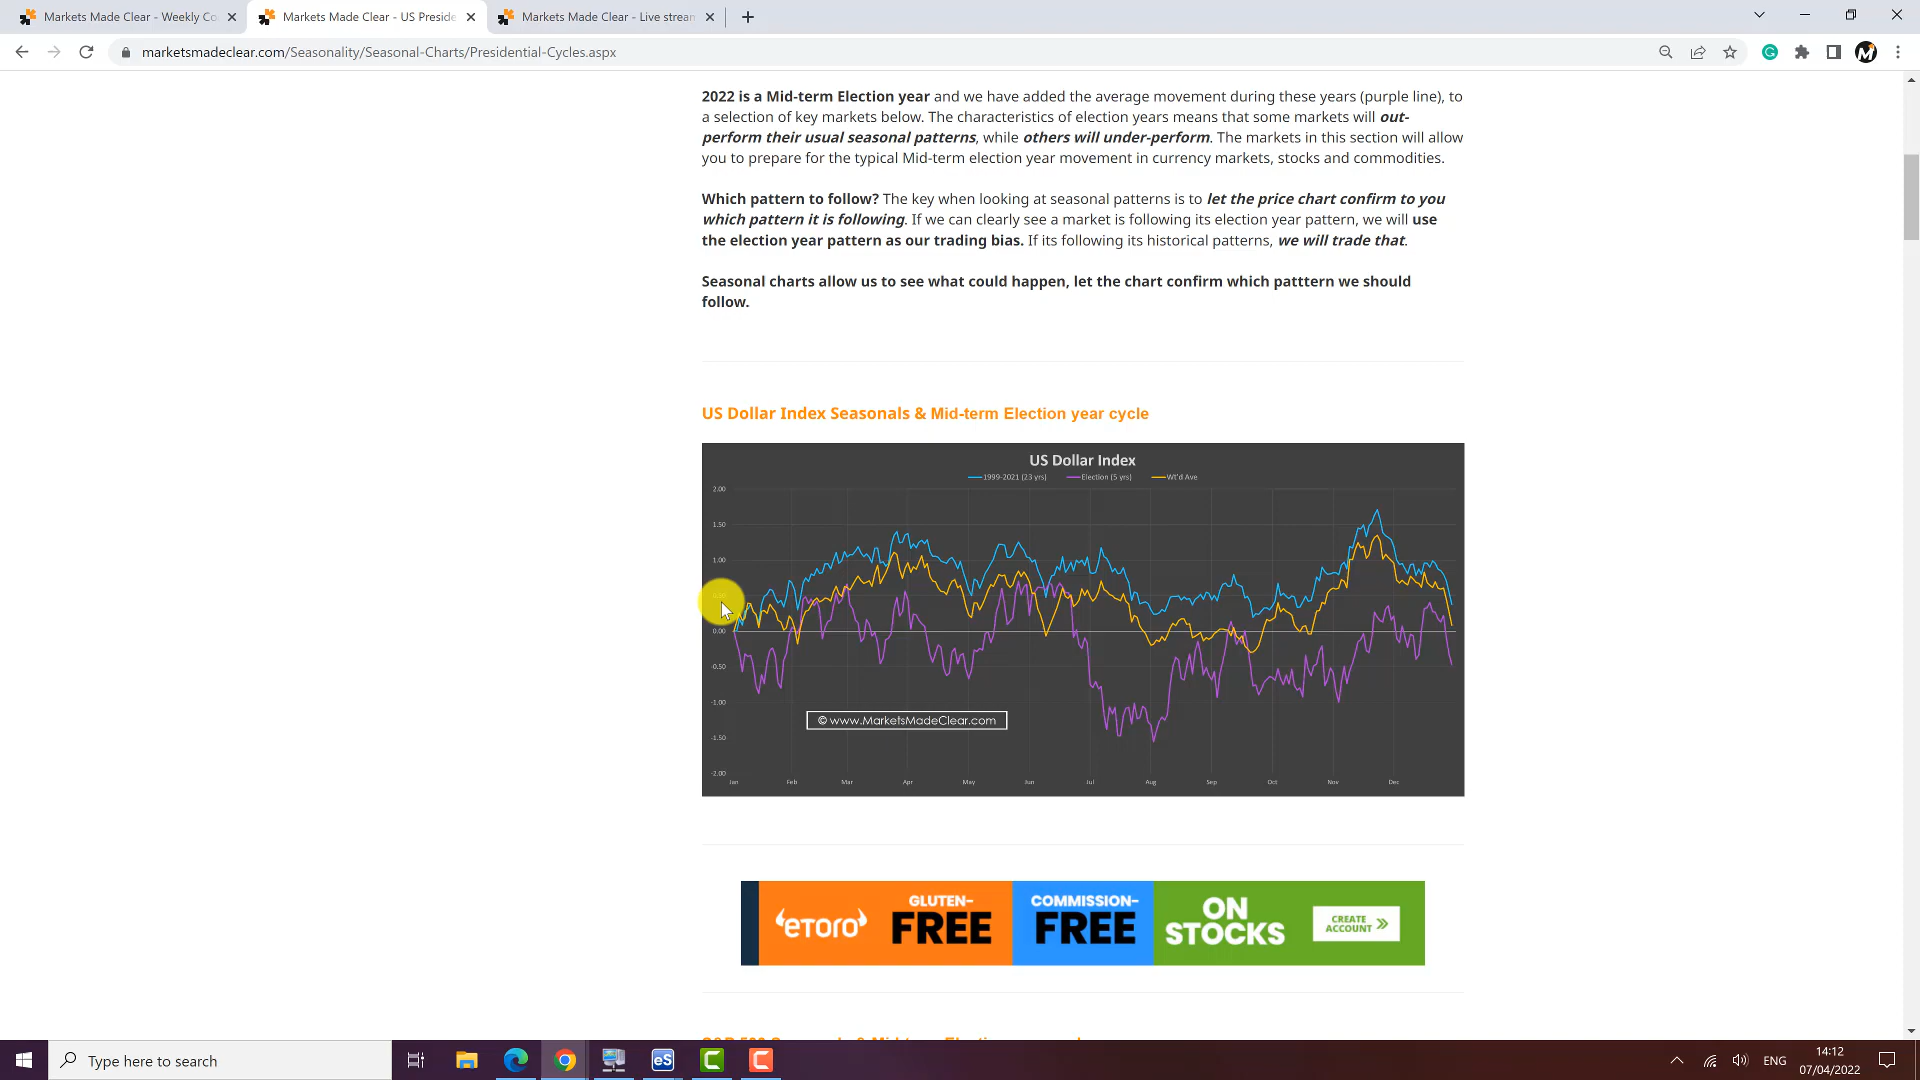 Markets Made Clear - Weekly Co
Markets Made Clear - US Preside
Markets Made Clear - Live stream
marketsmadeclear.com/Seasonality/Seasonal-Charts/Presidential-Cycles.aspx
2022 is a Mid-term Election year and we have added the average movement during these years (purple line), to
a selection of key markets below. The characteristics of election years means that some markets will out-
perform their usual seasonal patterns, while others will under-perform. The markets in this section will allow
you to prepare for the typical Mid-term election year movement in currency markets, stocks and commodities.
Which pattern to follow? The key when looking at seasonal patterns is to let the price chart confirm to you
which pattern it is following. If we can clearly see a market is following its election year pattern, we will use
the election year pattern as our trading bias. If its following its historical patterns, we will trade that.
Seasonal charts allow us to see what could happen, let the chart confirm which patttern we should
follow.
US Dollar Index Seasonals & Mid-term Election year cycle
US Dollar Index
1999-2021 (23 yrs) Election (5 yrs) Wt'd Ave
2.00
1.50
1.00
0.00
-0.50
-1.00
-1.50
-2.00
© www.MarketsMadeClear.com
Jan Feb Mar Apr May Jun Jul Aug Sep Oct Nov Dec
etoro GLUTEN-FREE COMMISSION-FREE ON STOCKS CREATE ACCOUNT
Type here to search
eS
ENG
14:12
07/04/2022